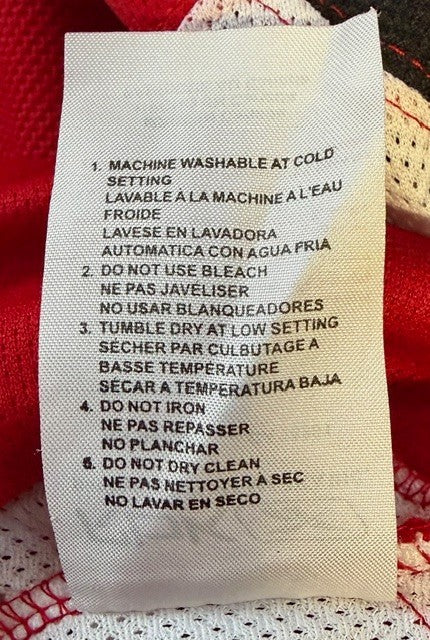 1. MACHINE WASHABLE AT COLD
SETTING
LAVABLE A LA MACHINE A L'EAU
FROIDE
LAVESE EN LAVADORA
AUTOMATICA CON AGUA FRIA
2. DO NOT USE BLEACH
NE PAS JAVELISER
NO USAR BLANQUEADORES
3. TUMBLE DRY AT LOW SETTING
SÉCHER PAR CULBUTAGE A
BASSE TEMPÉRATURE
SECAR A TEMPERATURA BAJA
4. DO NOT IRON
NE PAS REPASSER
NO PLANCHAR
5. DO NOT DRY CLEAN
NE PAS NETTOYER A SEC
NO LAVAR EN SECO